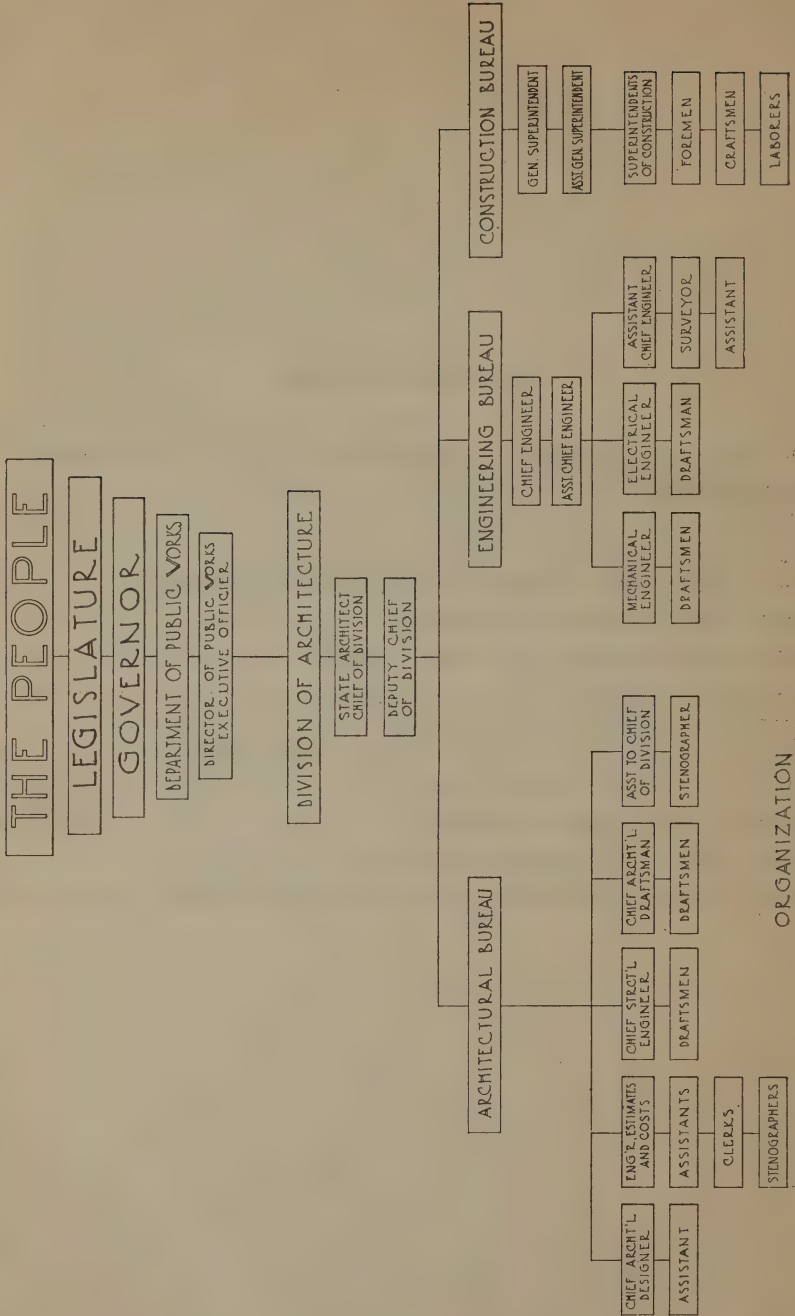 THE PEOPLE
LEGISLATURE
GOVERNOR
DEPARTMENT OF PUBLIC WORKS
DIRECTOR OF PUBLIC WORKS
EXECUTIVE OFFICIER
DIVISION OF ARCHITECTURE
STATE ARCHITECT
CHIEF OF DIVISION
DEPUTY CHIEF
OF DIVISION
ARCHITECTURAL BUREAU
CHIEF ARCHT'L
DESIGNER
ASSISTANT
ENG'R, ESTIMATES
AND COSTS
ASSISTANTS
CLERKS.
STENOGRAPHERS
CHIEF STRCT'L
ENGINEER
DRAFTSMEN
CHIEF ARCHT'L
DRAFTSMAN
DRAFTSMEN
ASST TO CHIEF
OF DIVISION
STENOGRAPHER
ENGINEERING BUREAU
CHIEF ENGINEER
ASST. CHIEF ENGINEER
MECHANICAL
ENGINEER
DRAFTSMEN
ELECTRICAL
ENGINEER
DRAFTSMAN
ASSISTANT
CHIEF ENGINEER
SURVEYOR
ASSISTANT
CONSTRUCTION BUREAU
GEN. SUPERINTENDENT
ASST. GEN. SUPERINTENDENT
SUPERINTENDENTS
OF CONSTRUCTION
FOREMEN
CRAFTSMEN
LABORERS
ORGANIZATION